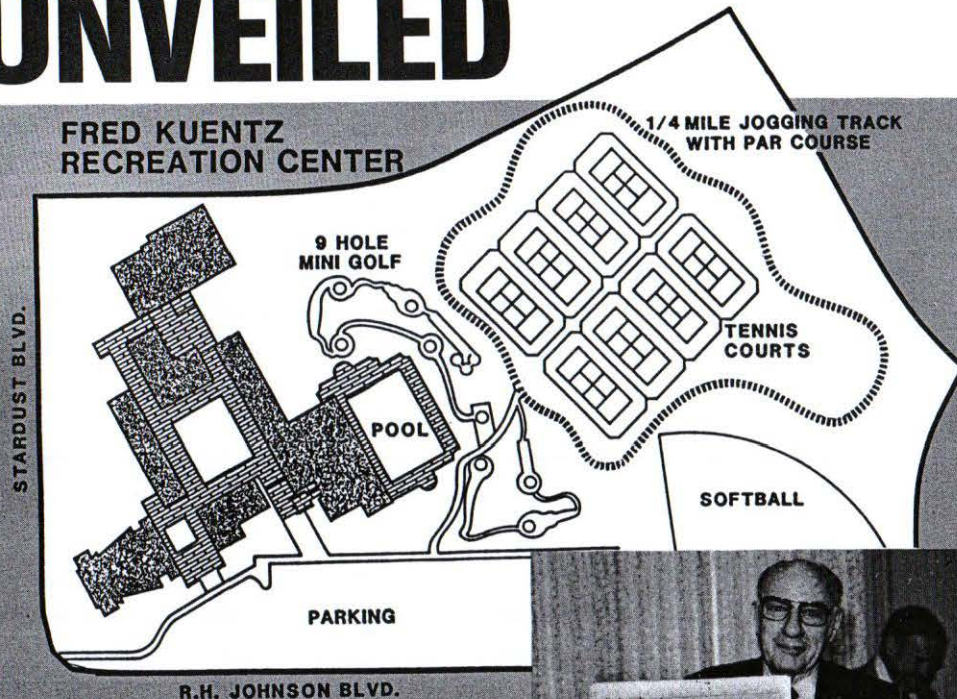 UNVEILED
FRED KUENTZ
RECREATION CENTER
1/4 MILE JOGGING TRACK
WITH PAR COURSE
9 HOLE
MINI GOLF
TENNIS
COURTS
POOL
STARDUST BLVD.
SOFTBALL
PARKING
R.H. JOHNSON BLVD.